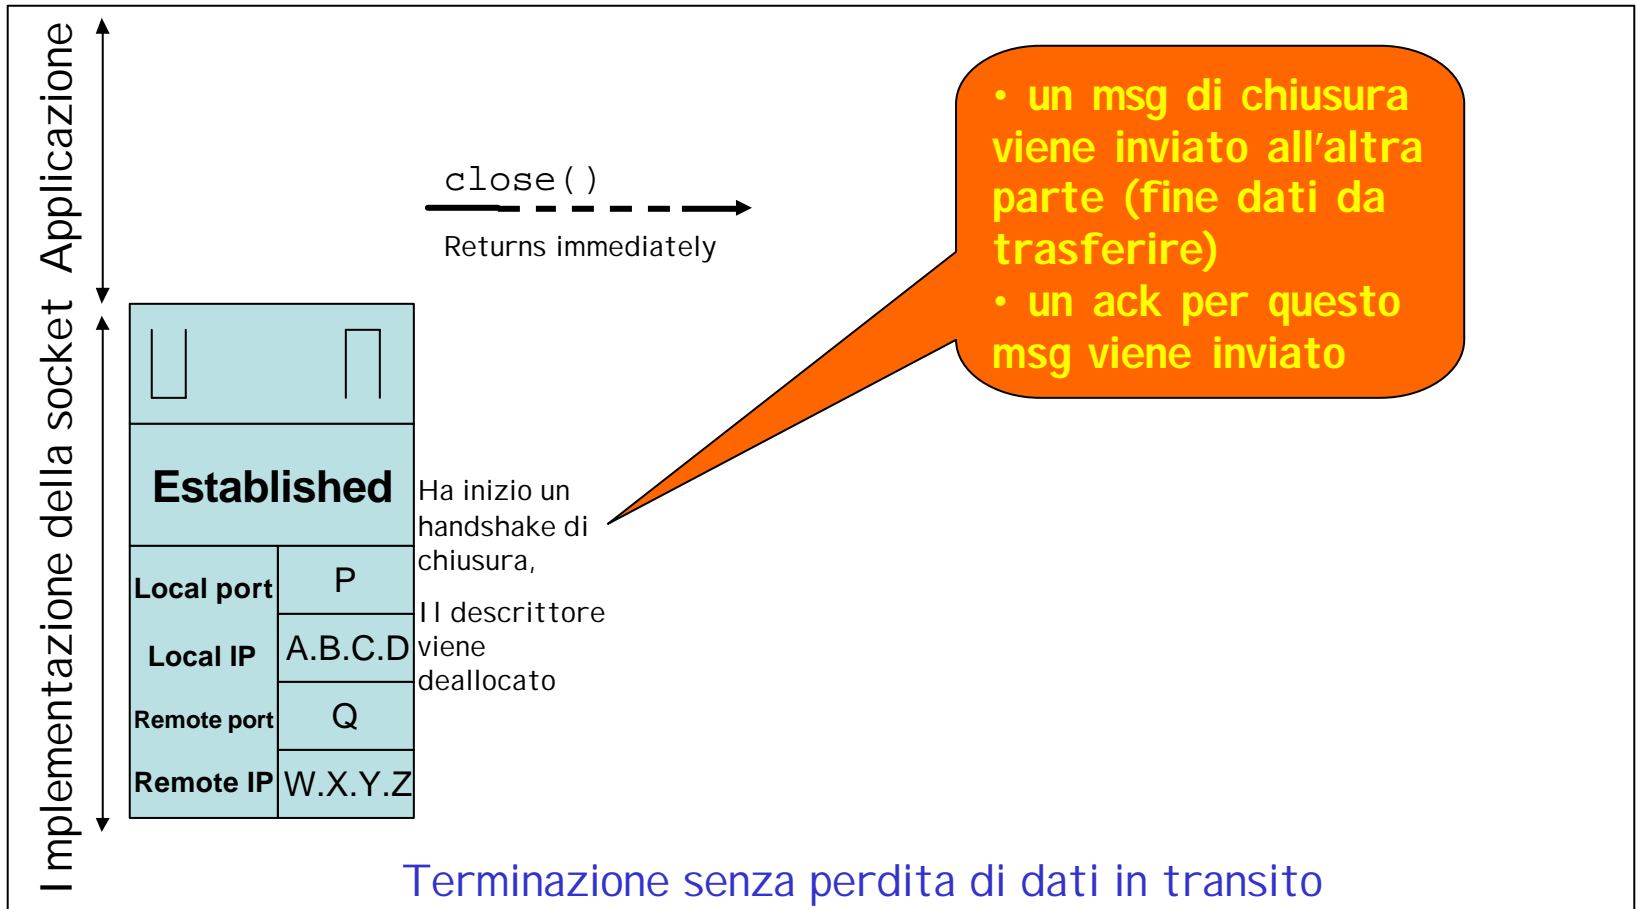 Applicazione
Implementazione della socket
close()
Returns immediately
• un msg di chiusura
viene inviato all'altra
parte (fine dati da
trasferire)
• un ack per questo
msg viene inviato
Established
Ha inizio un
handshake di
chiusura,
Il descrittore
viene
deallocato
Local port
P
Local IP
A.B.C.D
Remote port
Q
Remote IP
W.X.Y.Z
Terminazione senza perdita di dati in transito